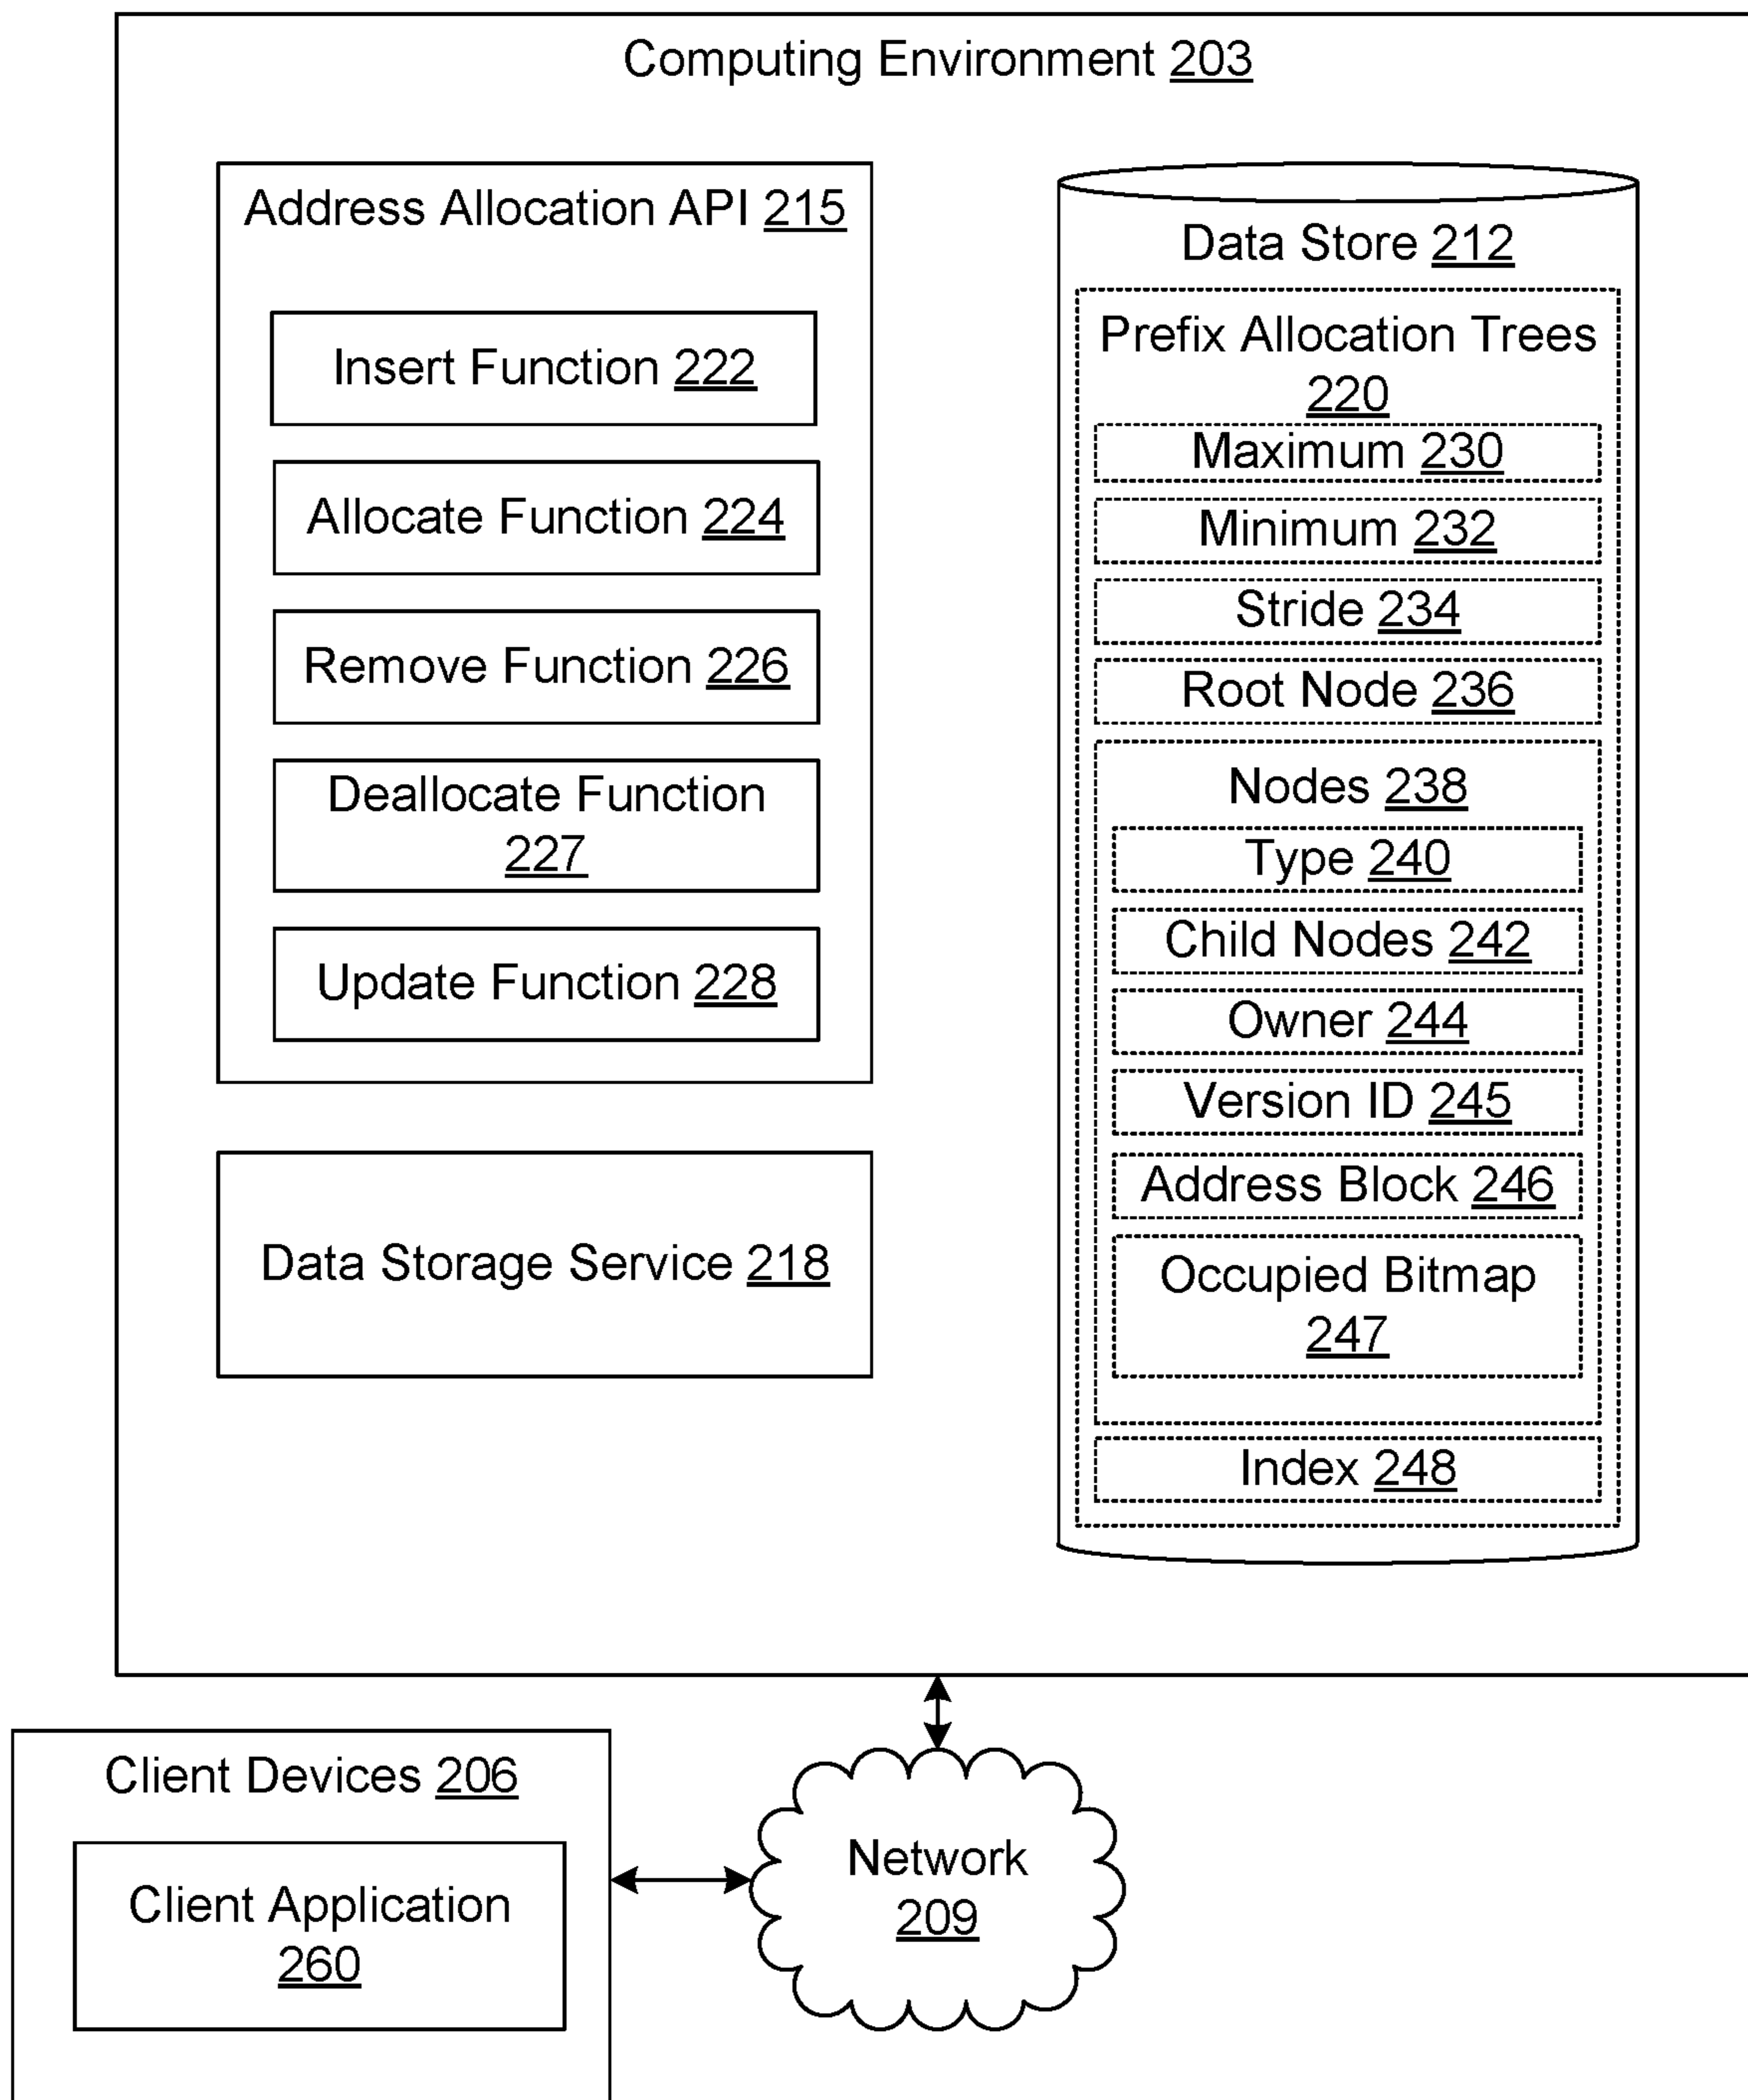 Computing Environment 203
Address Allocation API 215
Insert Function 222
Allocate Function 224
Remove Function 226
Deallocate Function
227
Update Function 228
Data Storage Service 218
Data Store 212
Prefix Allocation Trees
220
Maximum 230
Minimum 232
Stride 234
Root Node 236
Nodes 238
Type 240
Child Nodes 242
Owner 244
Version ID 245
Address Block 246
Occupied Bitmap
247
Index 248
Client Devices 206
Client Application
260
Network
209